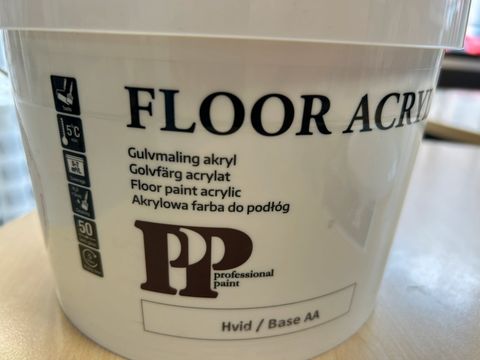 FLOOR ACRY
Gulvmaling akryl
Golvfärg acrylat
Floor paint acrylic
Akrylowa farba do podłóg
PP
professional
paint
Hvid / Base AA
5°C
50